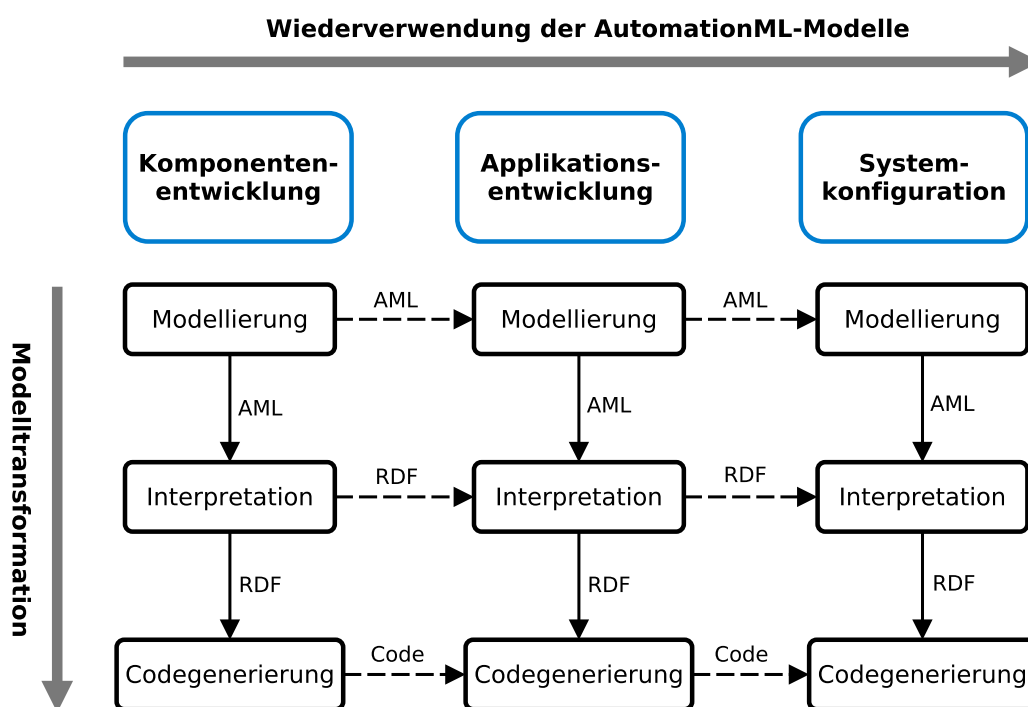 Wiederverwendung der AutomationML-Modelle
Komponenten-
entwicklung
Applikations-
entwicklung
System-
konfiguration
Modelltransformation
Modellierung
AML
Modellierung
AML
Modellierung
AML
AML
AML
Interpretation
RDF
Interpretation
RDF
Interpretation
RDF
RDF
RDF
Codegenerierung
Code
Codegenerierung
Code
Codegenerierung